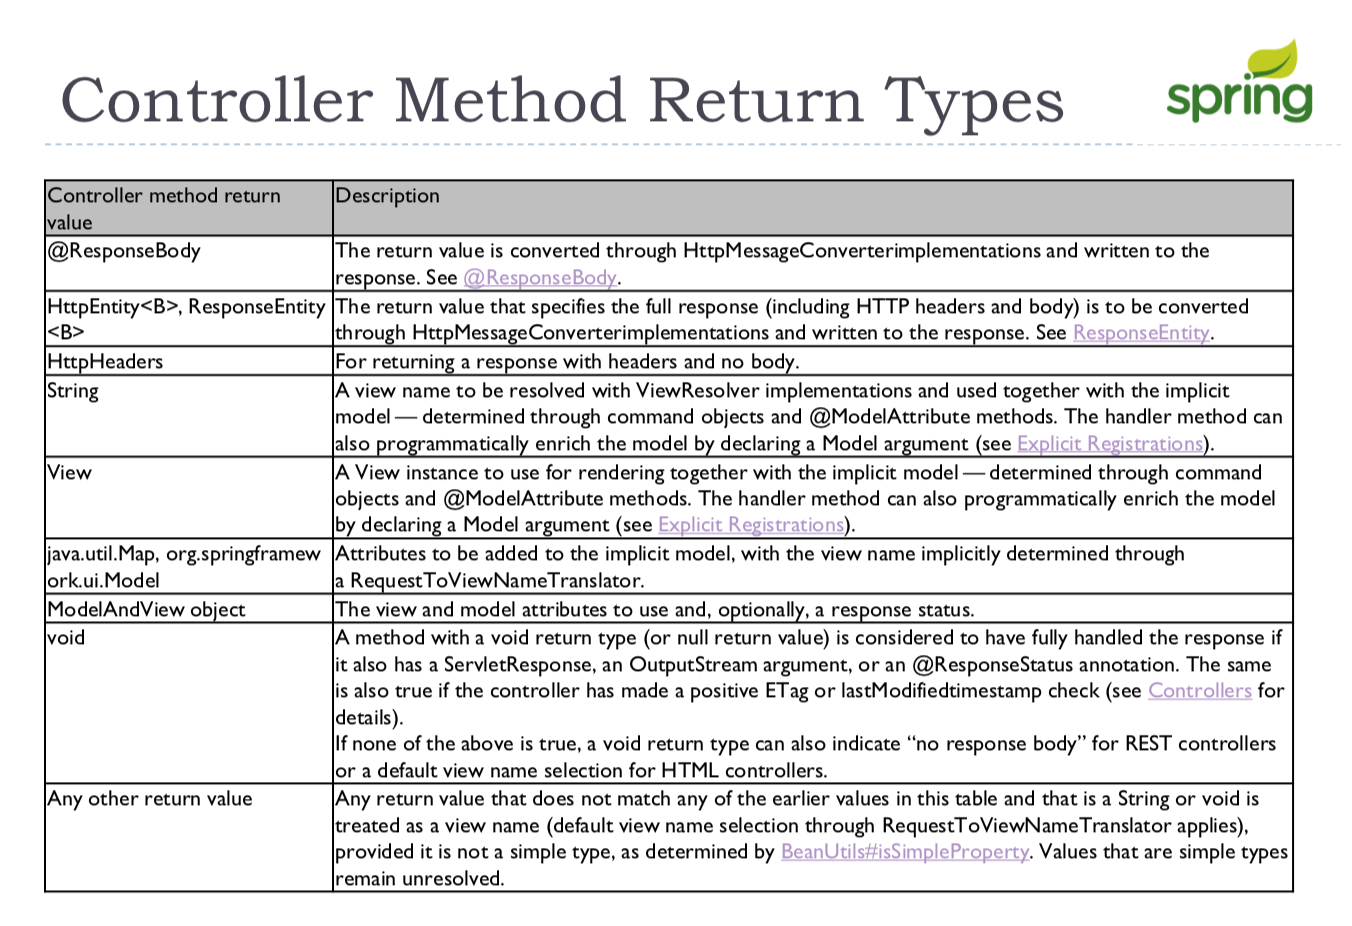 Controller Method Return Types
spring
Controller method return
value
Description
@ResponseBody
The return value is converted through HttpMessageConverterimplementations and written to the
response. See @ResponseBody.
HttpEntity<B>, ResponseEntity
<B>
The return value that specifies the full response (including HTTP headers and body) is to be converted
through HttpMessageConverterimplementations and written to the response. See ResponseEntity.
HttpHeaders
For returning a response with headers and no body.
String
A view name to be resolved with ViewResolver implementations and used together with the implicit
model — determined through command objects and @ModelAttribute methods. The handler method can
also programmatically enrich the model by declaring a Model argument (see Explicit Registrations).
View
A View instance to use for rendering together with the implicit model — determined through command
objects and @ModelAttribute methods. The handler method can also programmatically enrich the model
by declaring a Model argument (see Explicit Registrations).
java.util.Map, org.springframew
ork.ui.Model
Attributes to be added to the implicit model, with the view name implicitly determined through
a RequestToViewNameTranslator.
ModelAndView object
The view and model attributes to use and, optionally, a response status.
void
A method with a void return type (or null return value) is considered to have fully handled the response if
it also has a ServletResponse, an OutputStream argument, or an @ResponseStatus annotation. The same
is also true if the controller has made a positive ETag or lastModifiedtimestamp check (see Controllers for
details).
If none of the above is true, a void return type can also indicate “no response body” for REST controllers
or a default view name selection for HTML controllers.
Any other return value
Any return value that does not match any of the earlier values in this table and that is a String or void is
treated as a view name (default view name selection through RequestToViewNameTranslator applies),
provided it is not a simple type, as determined by BeanUtils#isSimpleProperty. Values that are simple types
remain unresolved.